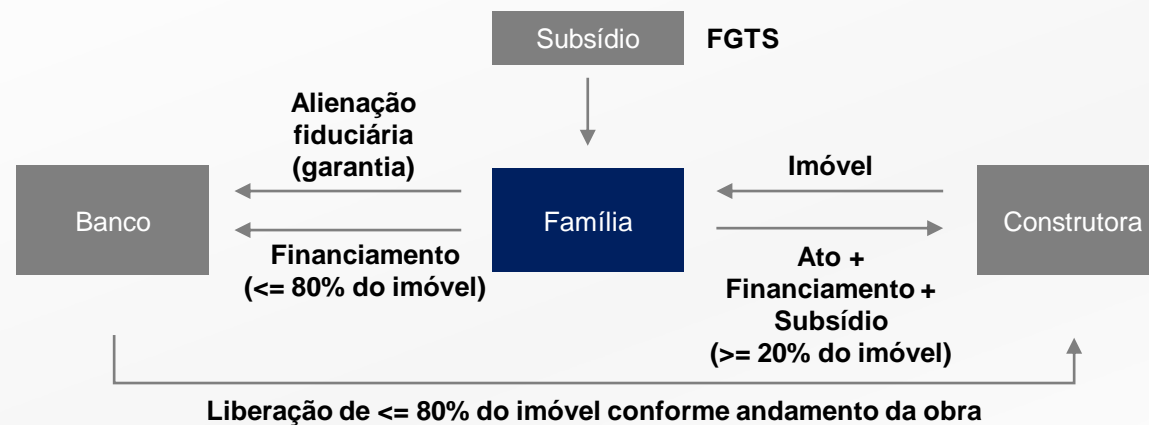 Subsídio
FGTS
Alienação
fiduciária
(garantia)
Imóvel
Banco
Família
Construtora
Financiamento
(<= 80% do imóvel)
Ato +
Financiamento +
Subsídio
(>= 20% do imóvel)
Liberação de <= 80% do imóvel conforme andamento da obra